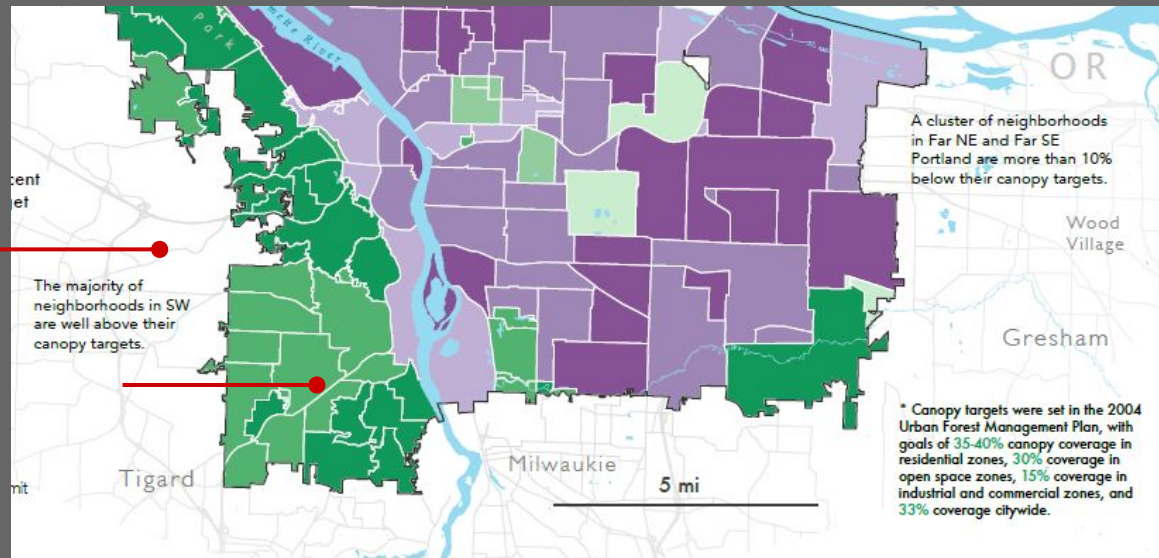 Park
River
OR
A cluster of neighborhoods
in Far NE and Far SE
Portland are more than 10%
below their canopy targets.
Wood
Village
The majority of
neighborhoods in SW
are well above their
canopy targets.
Gresham
* Canopy targets were set in the 2004
Urban Forest Management Plan, with
goals of 35-40% canopy coverage in
residential zones, 30% coverage in
open space zones, 15% coverage in
industrial and commercial zones, and
33% coverage citywide.
Tigard
Milwaukie
5 mi